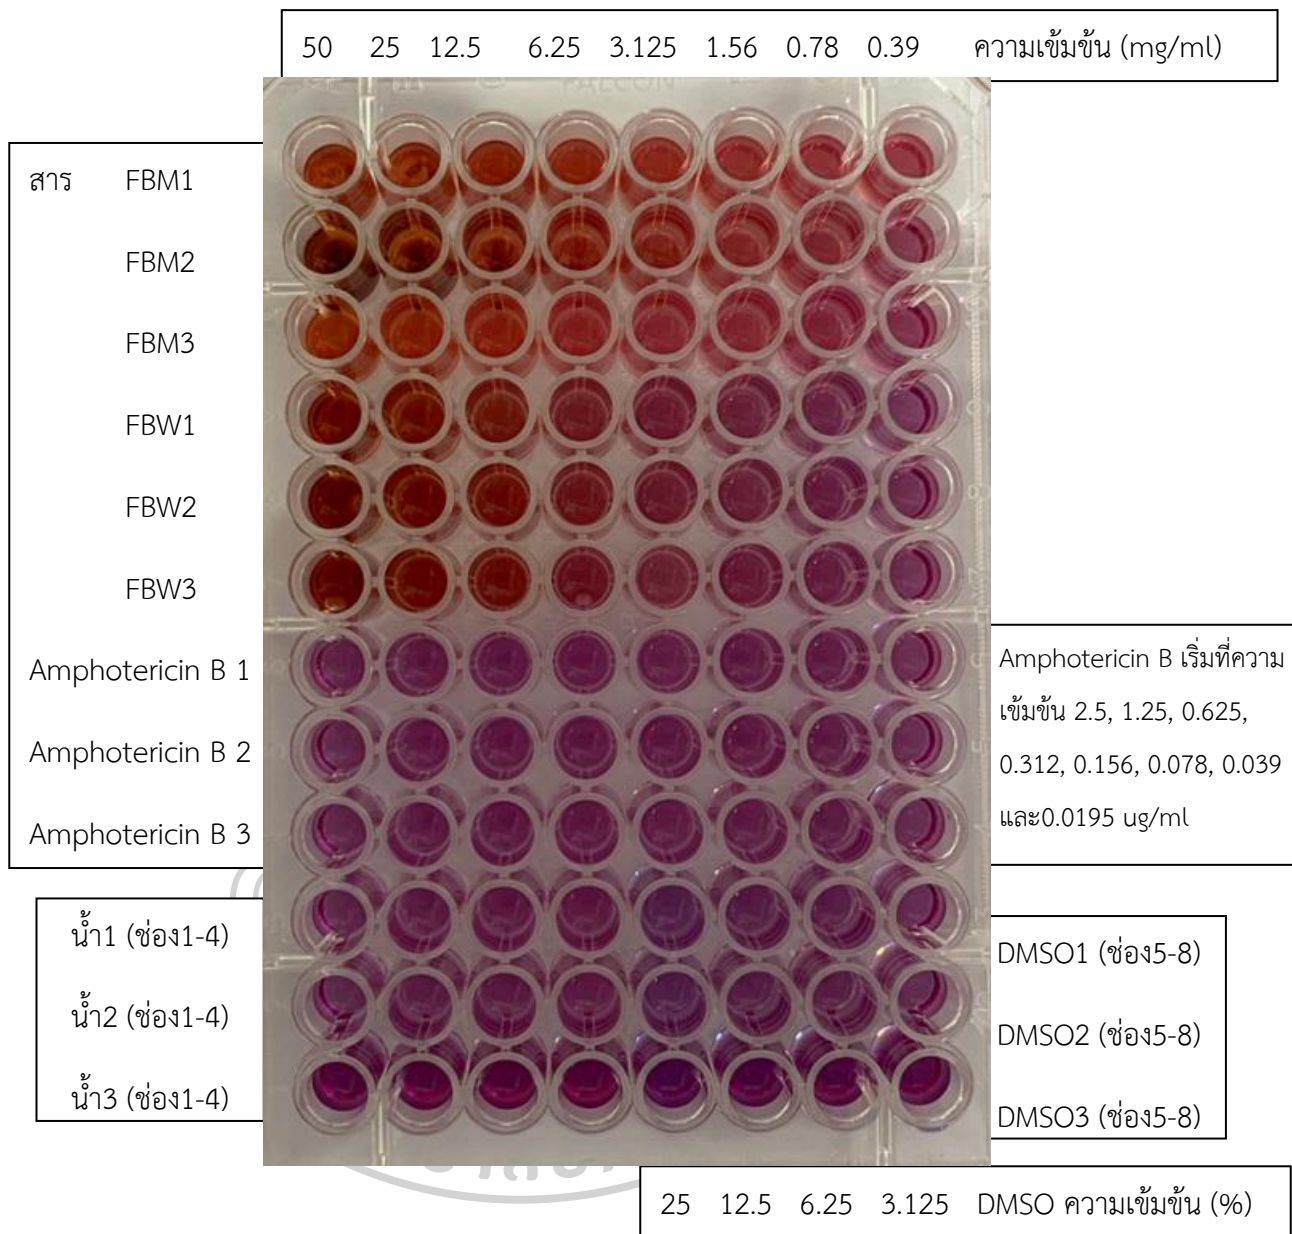 50 25 12.5 6.25 3.125 1.56 0.78 0.39 ความเข้มข้น (mg/ml)
FALCON
สาร FBM1
FBM2
FBM3
FBW1
FBW2
FBW3
Amphotericin B 1
Amphotericin B 2
Amphotericin B 3
Amphotericin B เริ่มที่ความ
เข้มข้น 2.5, 1.25, 0.625,
0.312, 0.156, 0.078, 0.039
และ0.0195 ug/ml
น้ำ1 (ช่อง1-4)
น้ำ2 (ช่อง1-4)
น้ำ3 (ช่อง1-4)
DMSO1 (ช่อง5-8)
DMSO2 (ช่อง5-8)
DMSO3 (ช่อง5-8)
25 12.5 6.25 3.125 DMSO ความเข้มข้น (%)